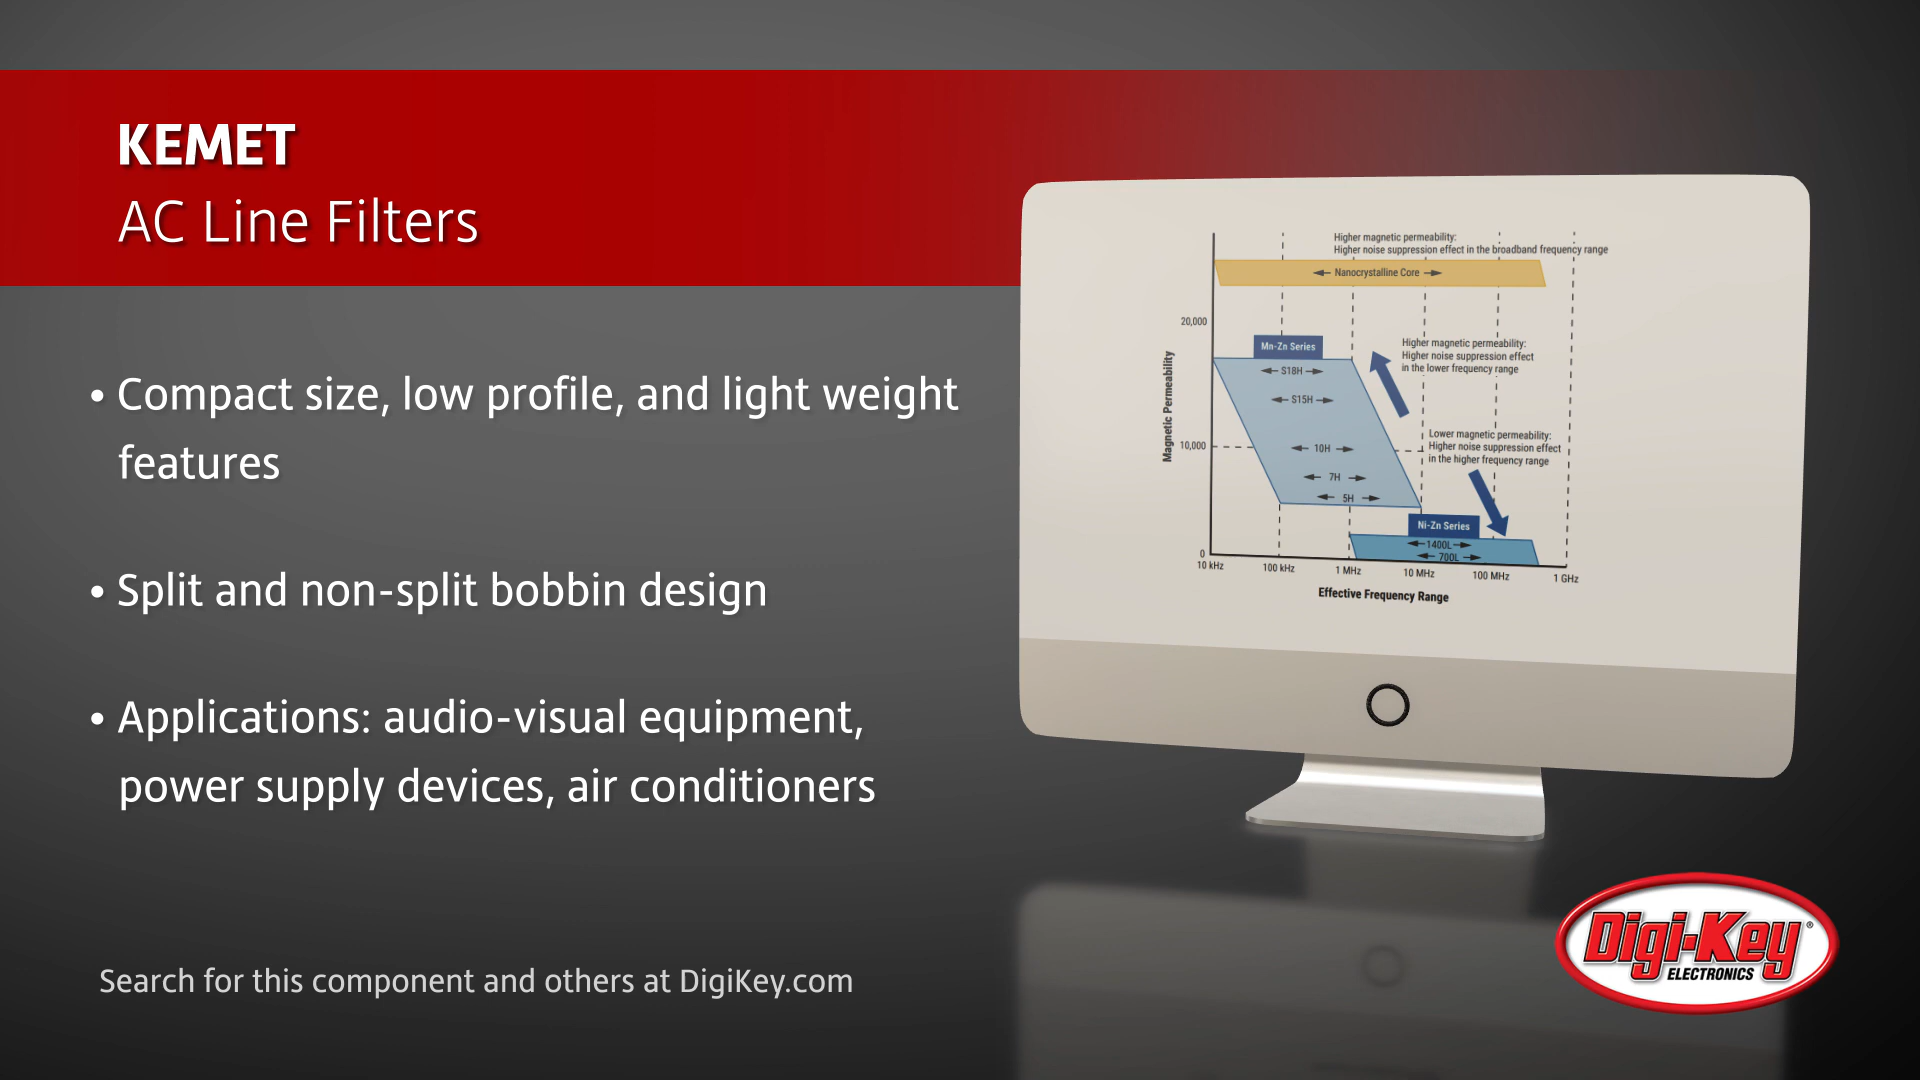 KEMET
AC Line Filters
• Compact size, low profile, and light weight
features
• Split and non-split bobbin design
• Applications: audio-visual equipment,
power supply devices, air conditioners
Search for this component and others at DigiKey.com
Higher magnetic permeability:
Higher noise suppression effect in the broadband frequency range
Nanocrystalline Core
20,000
Mn-Zn Series
Higher magnetic permeability:
Higher noise suppression effect
in the lower frequency range
S18H
S15H
Magnetic Permeability
10,000
10H
Lower magnetic permeability:
Higher noise suppression effect
in the higher frequency range
7H
5H
Ni-Zn Series
1400L
700L
0
10 kHz
100 kHz
1 MHz
10 MHz
100 MHz
1 GHz
Effective Frequency Range
Digi-Key®
ELECTRONICS